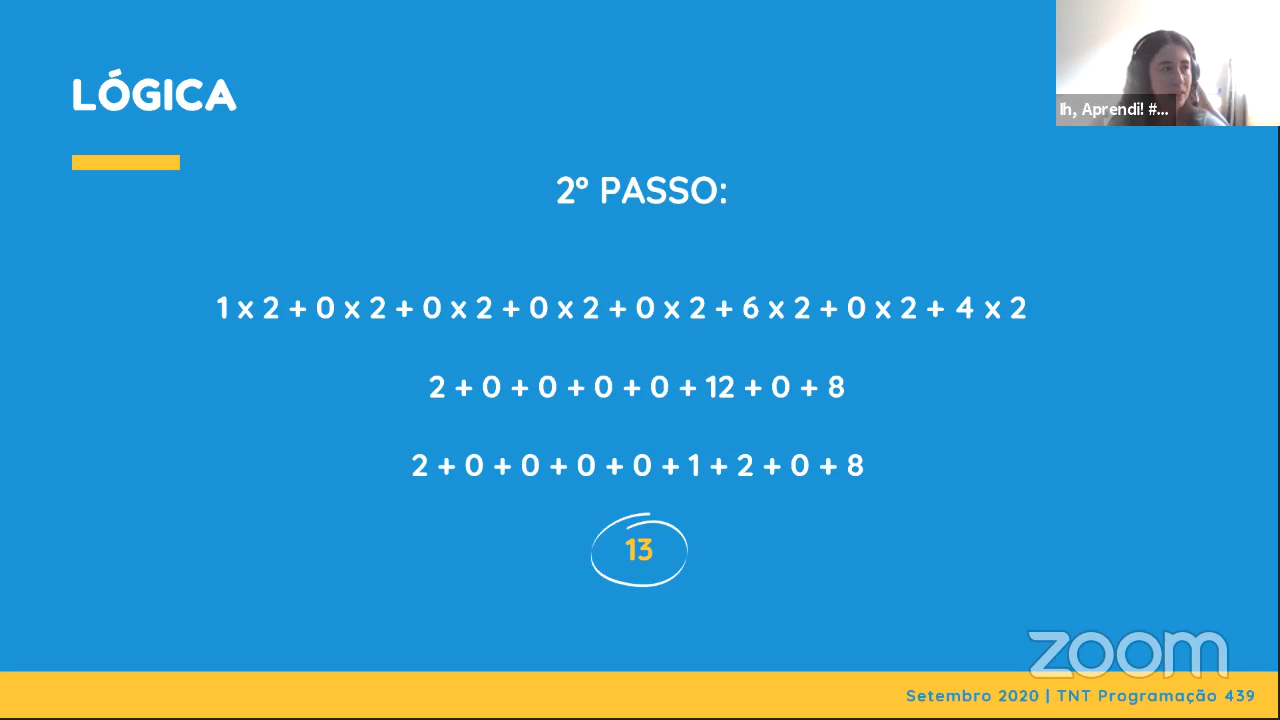 LÓGICA
Ih, Aprendi! #...
2º PASSO:
1 x 2 + 0 x 2 + 0 x 2 + 0 x 2 + 0 x 2 + 6 x 2 + 0 x 2 + 4 x 2
2 + 0 + 0 + 0 + 0 + 12 + 0 + 8
2 + 0 + 0 + 0 + 0 + 1 + 2 + 0 + 8
13
zoom
Setembro 2020 | TNT Programação 439